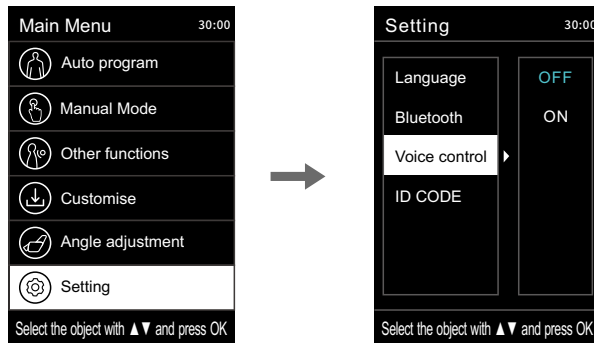 Main Menu 30:00
Auto program
Manual Mode
Other functions
Customise
Angle adjustment
Setting
Select the object with ▲▼ and press OK
Setting 30:00
Language
Bluetooth
Voice control
ID CODE
OFF
ON
Select the object with ▲▼ and press OK